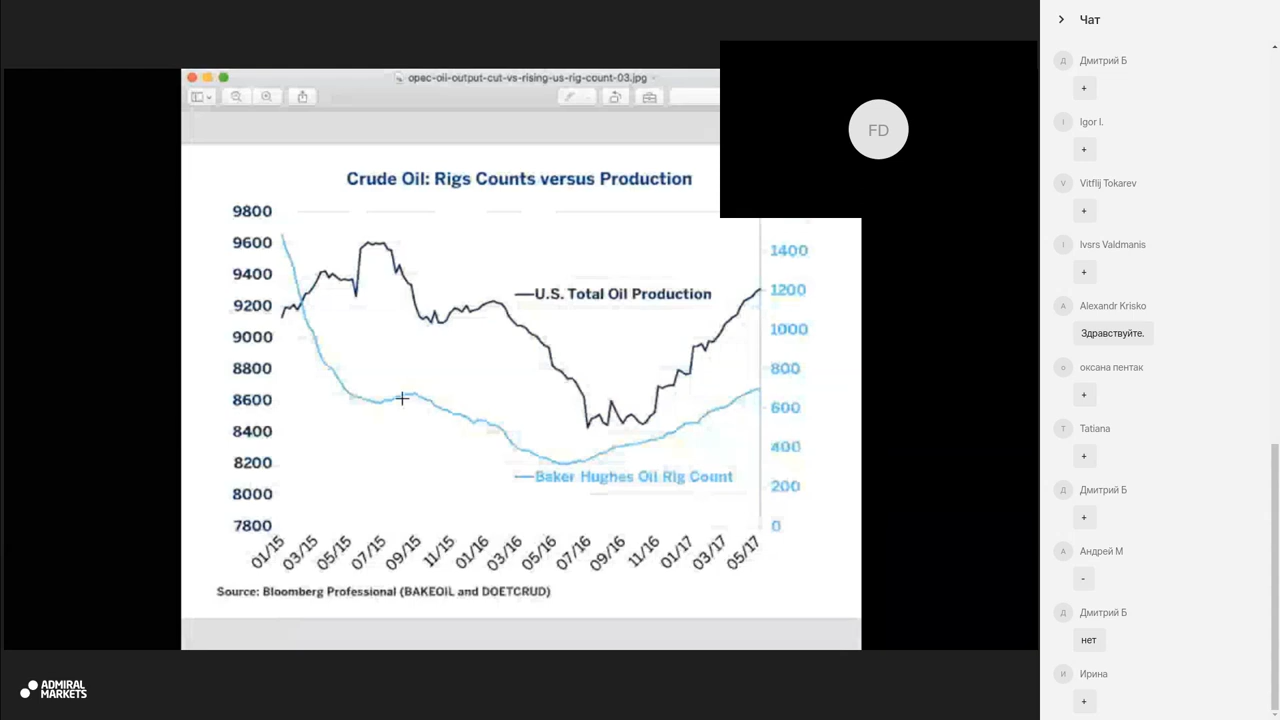 opec-oil-output-cut-vs-rising-us-rig-count-03.jpg
Crude Oil: Rigs Counts versus Production
9800
9600
9400
9200
9000
8800
8600
8400
8200
8000
7800
1400
1200
1000
800
600
400
200
0
U.S. Total Oil Production
Baker Hughes Oil Rig Count
01/15
03/15
05/15
07/15
09/15
11/15
01/16
03/16
05/16
07/16
09/16
11/16
01/17
03/17
05/17
Source: Bloomberg Professional (BAKEOIL and DOETCRUD)
FD
ADMIRAL
MARKETS
Чат
Д
Дмитрий Б
+
I
Igor I.
+
V
Vitflij Tokarev
+
I
Ivsrs Valdmanis
+
A
Alexandr Krisko
Здравствуйте.
о
оксана пентак
+
T
Tatiana
+
Д
Дмитрий Б
+
А
Андрей М
-
Д
Дмитрий Б
нет
И
Ирина
+